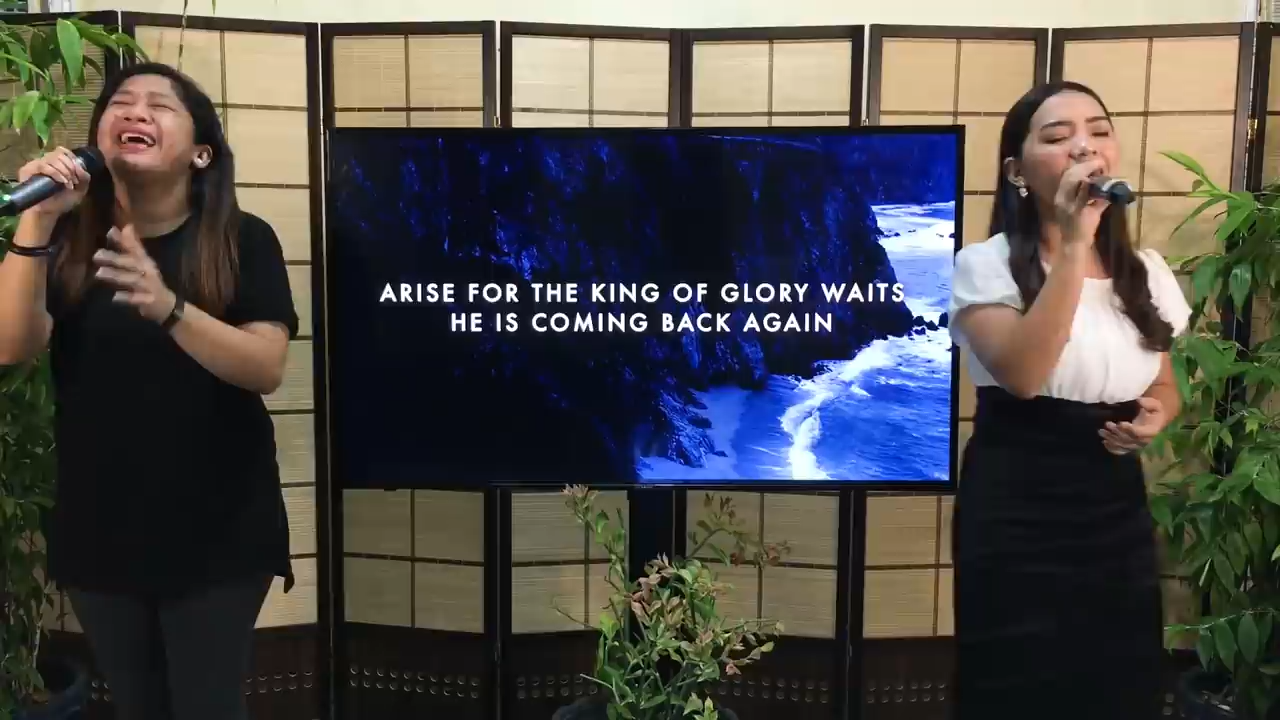 ARISE FOR THE KING OF GLORY WAITS
HE IS COMING BACK AGAIN